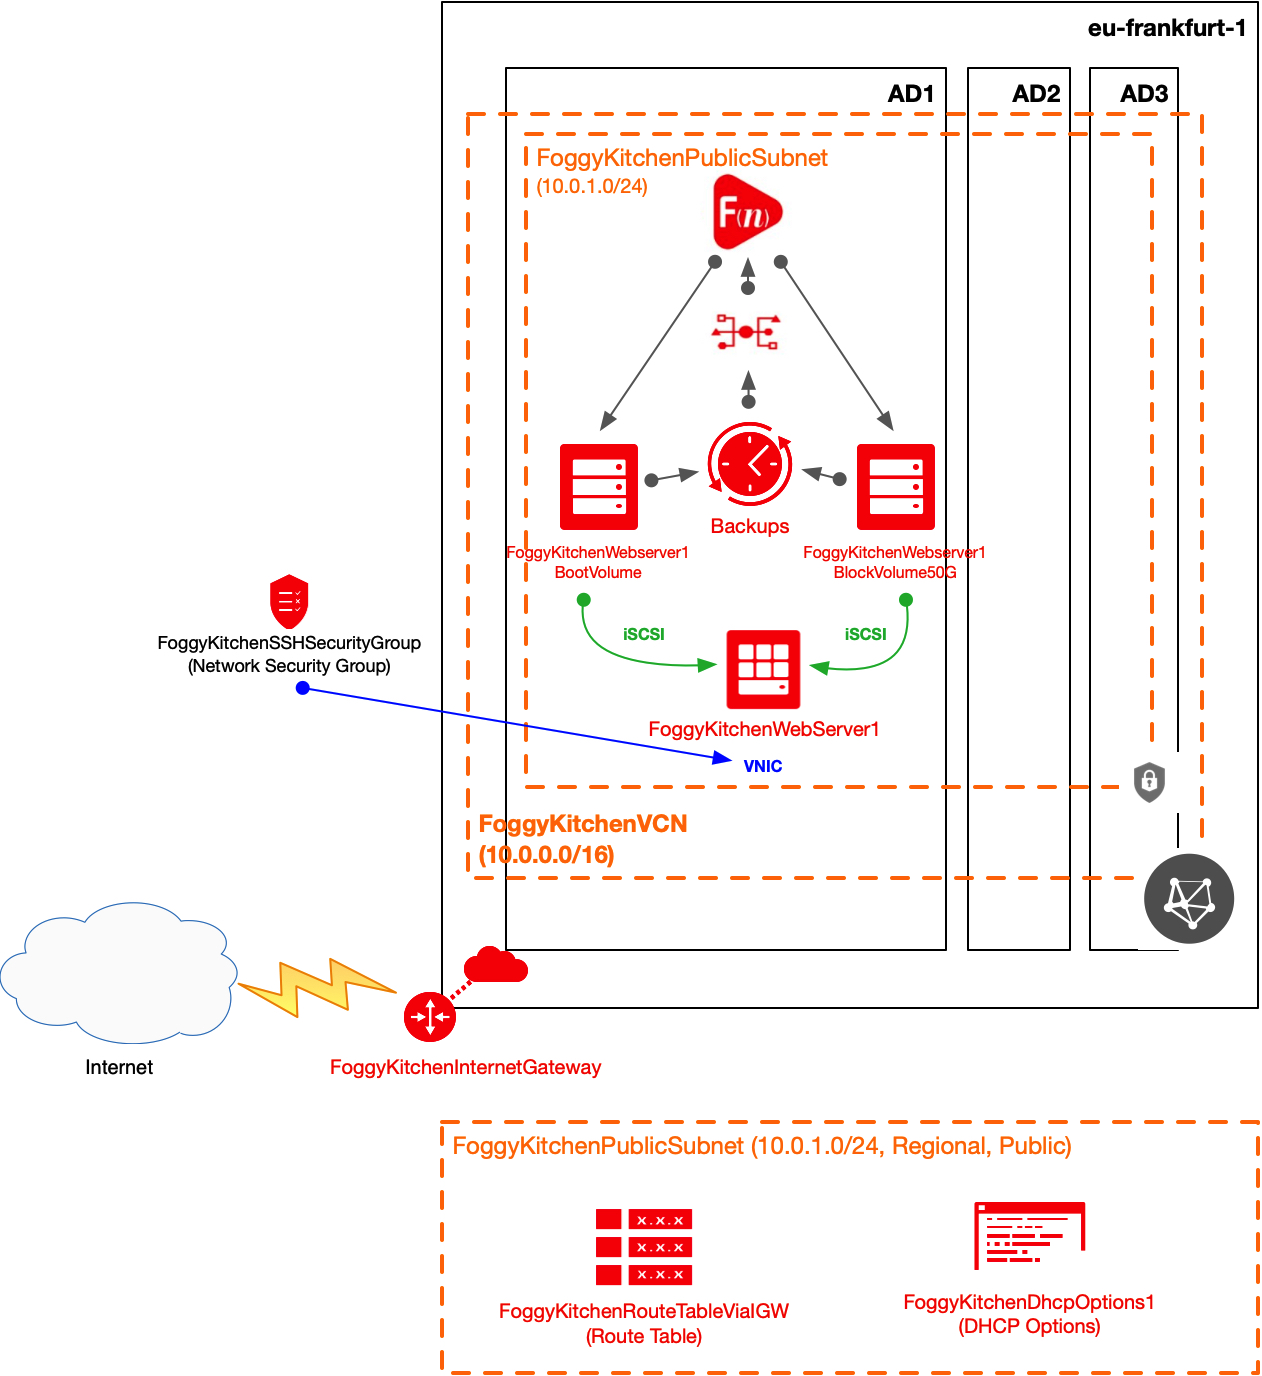 eu-frankfurt-1
AD1
AD2
AD3
FoggyKitchenPublicSubnet
(10.0.1.0/24)
F(n)
Backups
FoggyKitchenWebserver1
BootVolume
FoggyKitchenWebserver1
BlockVolume50G
iSCSI
iSCSI
FoggyKitchenSSHSecurityGroup
(Network Security Group)
FoggyKitchenWebServer1
VNIC
FoggyKitchenVCN
(10.0.0.0/16)
Internet
FoggyKitchenInternetGateway
FoggyKitchenPublicSubnet (10.0.1.0/24, Regional, Public)
x.x.x
x.x.x
x.x.x
FoggyKitchenRouteTableViaIGW
(Route Table)
FoggyKitchenDhcpOptions1
(DHCP Options)